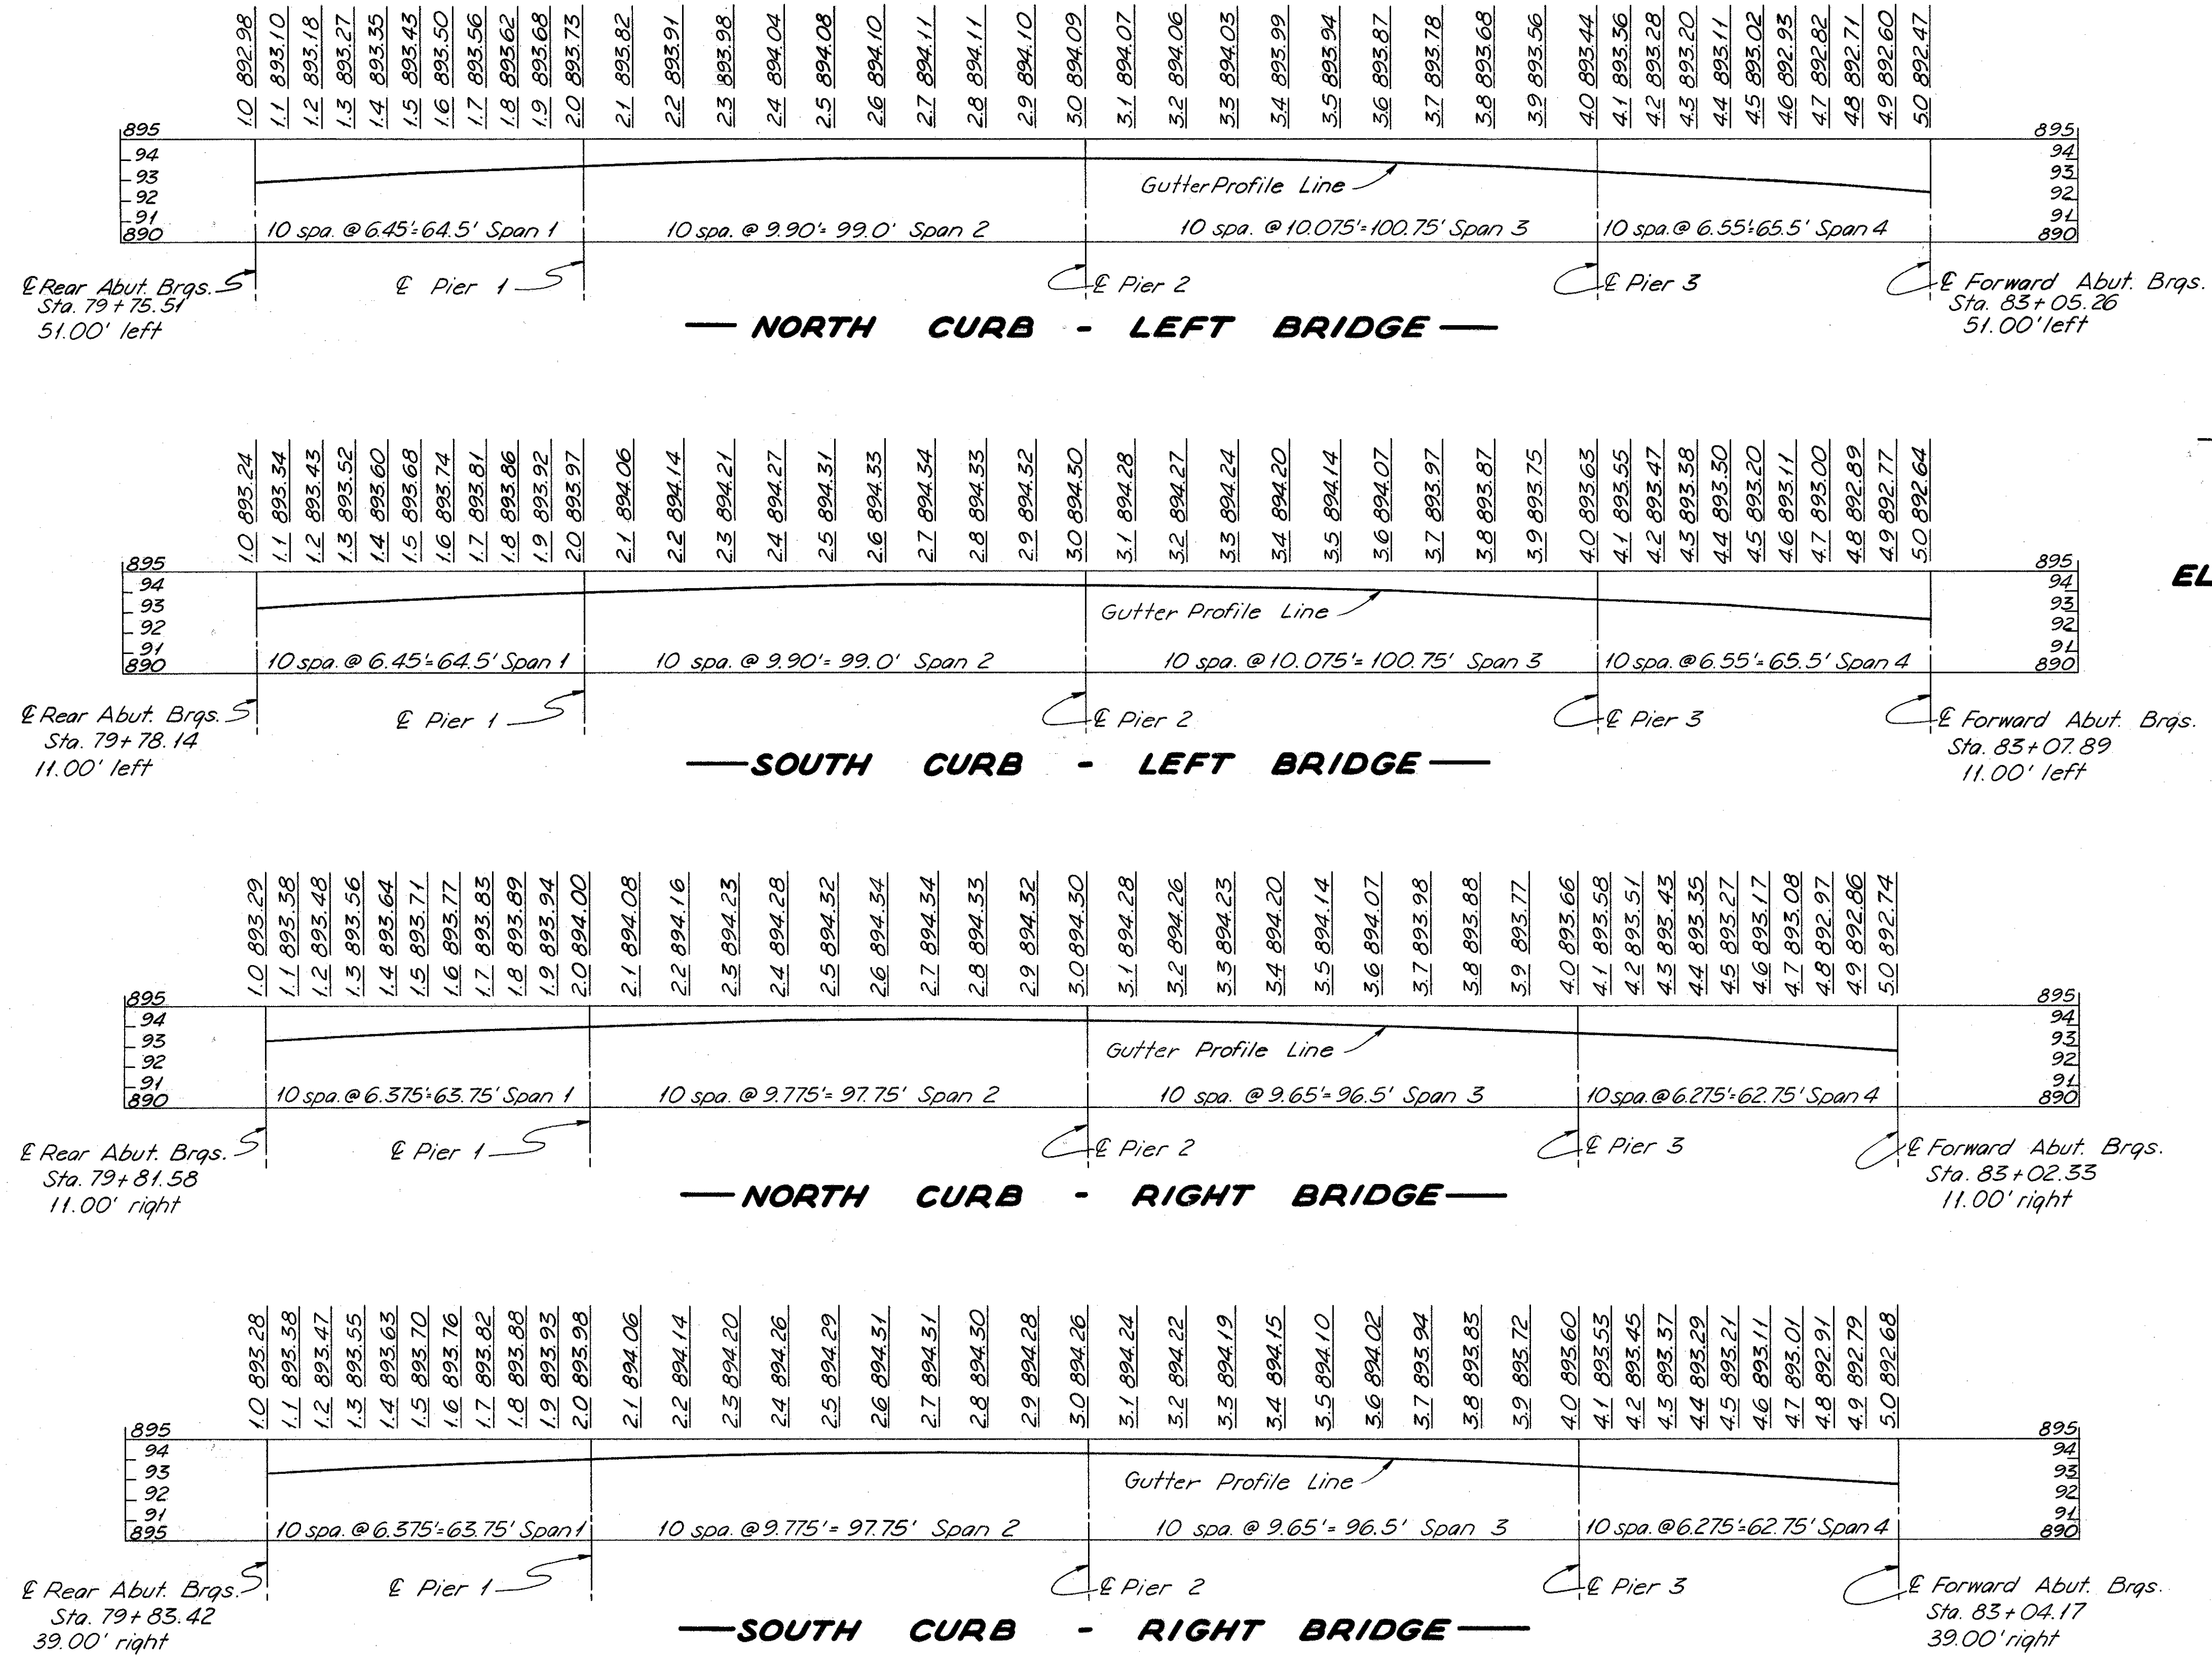 1.0 892.98 1.1 893.10 1.2 893.18 1.3 893.27 1.4 893.35 1.5 893.43 1.6 893.50 1.7 893.56 1.8 893.62 1.9 893.68 2.0 893.73 2.1 893.82 2.2 893.91 2.3 893.98 2.4 894.04 2.5 894.08 2.6 894.10 2.7 894.11 2.8 894.11 2.9 894.10 3.0 894.09 3.1 894.07 3.2 894.06 3.3 894.03 3.4 893.99 3.5 893.94 3.6 893.87 3.7 893.78 3.8 893.68 3.9 893.56 4.0 893.44 4.1 893.36 4.2 893.28 4.3 893.20 4.4 893.11 4.5 893.02 4.6 892.93 4.7 892.82 4.8 892.71 4.9 892.60 5.0 892.47
895 895
94 94
93 Gutter Profile Line 93
92 92
91 91
890 10 spa. @ 6.45'=64.5' Span 1 10 spa. @ 9.90'= 99.0' Span 2 10 spa. @ 10.075'=100.75' Span 3 10 spa. @ 6.55'=65.5' Span 4 890
℄ Rear Abut. Brgs. ℄ Pier 1 ℄ Pier 2 ℄ Pier 3 ℄ Forward Abut. Brgs.
Sta. 79+75.51 Sta. 83+05.26
51.00' left 51.00' left
NORTH CURB - LEFT BRIDGE
1.0 893.24 1.1 893.34 1.2 893.43 1.3 893.52 1.4 893.60 1.5 893.68 1.6 893.74 1.7 893.81 1.8 893.86 1.9 893.92 2.0 893.97 2.1 894.06 2.2 894.14 2.3 894.21 2.4 894.27 2.5 894.31 2.6 894.33 2.7 894.34 2.8 894.33 2.9 894.32 3.0 894.30 3.1 894.28 3.2 894.27 3.3 894.24 3.4 894.20 3.5 894.14 3.6 894.07 3.7 893.97 3.8 893.87 3.9 893.75 4.0 893.63 4.1 893.55 4.2 893.47 4.3 893.38 4.4 893.30 4.5 893.20 4.6 893.11 4.7 893.00 4.8 892.89 4.9 892.77 5.0 892.64
895 895
94 94 EL
93 Gutter Profile Line 93
92 92
91 91
890 10 spa. @ 6.45'=64.5' Span 1 10 spa. @ 9.90'= 99.0' Span 2 10 spa. @ 10.075'= 100.75' Span 3 10 spa. @ 6.55'= 65.5' Span 4 890
℄ Rear Abut. Brgs. ℄ Pier 1 ℄ Pier 2 ℄ Pier 3 ℄ Forward Abut. Brgs.
Sta. 79+78.14 Sta. 83+07.89
11.00' left 11.00' left
SOUTH CURB - LEFT BRIDGE
1.0 893.29 1.1 893.38 1.2 893.48 1.3 893.56 1.4 893.64 1.5 893.71 1.6 893.77 1.7 893.83 1.8 893.89 1.9 893.94 2.0 894.00 2.1 894.08 2.2 894.16 2.3 894.23 2.4 894.28 2.5 894.32 2.6 894.34 2.7 894.34 2.8 894.33 2.9 894.32 3.0 894.30 3.1 894.28 3.2 894.26 3.3 894.23 3.4 894.20 3.5 894.14 3.6 894.07 3.7 893.98 3.8 893.88 3.9 893.77 4.0 893.66 4.1 893.58 4.2 893.51 4.3 893.43 4.4 893.35 4.5 893.27 4.6 893.17 4.7 893.08 4.8 892.97 4.9 892.86 5.0 892.74
895 895
94 94
93 Gutter Profile Line 93
92 92
91 91
890 10 spa. @ 6.375'=63.75' Span 1 10 spa. @ 9.775'= 97.75' Span 2 10 spa. @ 9.65'= 96.5' Span 3 10 spa. @ 6.275'=62.75' Span 4 890
℄ Rear Abut. Brgs. ℄ Pier 1 ℄ Pier 2 ℄ Pier 3 ℄ Forward Abut. Brgs.
Sta. 79+81.58 Sta. 83+02.33
11.00' right 11.00' right
NORTH CURB - RIGHT BRIDGE
1.0 893.28 1.1 893.38 1.2 893.47 1.3 893.55 1.4 893.63 1.5 893.70 1.6 893.76 1.7 893.82 1.8 893.88 1.9 893.93 2.0 893.98 2.1 894.06 2.2 894.14 2.3 894.20 2.4 894.26 2.5 894.29 2.6 894.31 2.7 894.31 2.8 894.30 2.9 894.28 3.0 894.26 3.1 894.24 3.2 894.22 3.3 894.19 3.4 894.15 3.5 894.10 3.6 894.02 3.7 893.94 3.8 893.83 3.9 893.72 4.0 893.60 4.1 893.53 4.2 893.45 4.3 893.37 4.4 893.29 4.5 893.21 4.6 893.11 4.7 893.01 4.8 892.91 4.9 892.79 5.0 892.68
895 895
94 94
93 Gutter Profile Line 93
92 92
91 91
895 10 spa. @ 6.375'=63.75' Span 1 10 spa. @ 9.775'= 97.75' Span 2 10 spa. @ 9.65'= 96.5' Span 3 10 spa. @ 6.275'=62.75' Span 4 890
℄ Rear Abut. Brgs. ℄ Pier 1 ℄ Pier 2 ℄ Pier 3 ℄ Forward Abut. Brgs.
Sta. 79+83.42 Sta. 83+04.17
39.00' right 39.00' right
SOUTH CURB - RIGHT BRIDGE